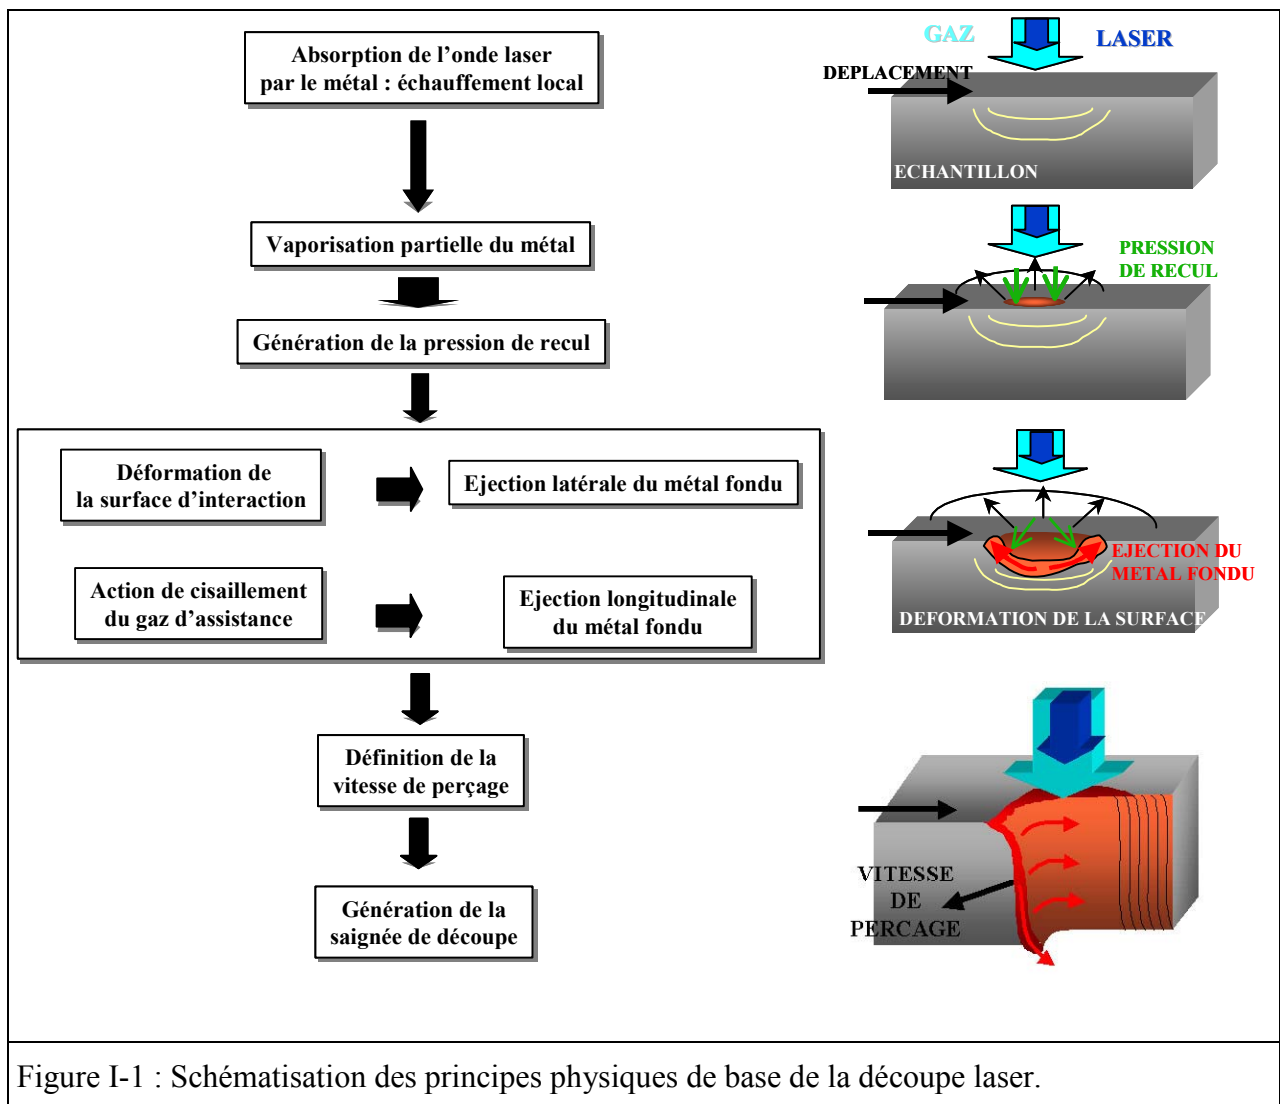 Absorption de l'onde laser
par le métal : échauffement local
Vaporisation partielle du métal
Génération de la pression de recul
Déformation de
la surface d'interaction
Ejection latérale du métal fondu
Action de cisaillement
du gaz d'assistance
Ejection longitudinale
du métal fondu
Définition de la
vitesse de perçage
Génération de la
saignée de découpe
GAZ
LASER
DEPLACEMENT
ECHANTILLON
PRESSION
DE RECUL
EJECTION DU
METAL FONDU
DEFORMATION DE LA SURFACE
VITESSE
DE
PERCAGE
Figure I-1 : Schématisation des principes physiques de base de la découpe laser.